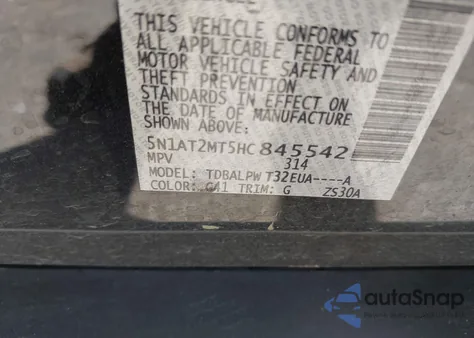 THIS VEHICLE CONFORMS TO
ALL APPLICABLE FEDERAL
MOTOR VEHICLE SAFETY AND
THEFT PREVENTION
STANDARDS IN EFFECT ON
THE DATE OF MANUFACTURE
SHOWN ABOVE:
5N1AT2MT5HC845542
MPV 314
MODEL: TDBALPW T32EUA----A
COLOR: G41 TRIM: G ZS30A
autoSnap